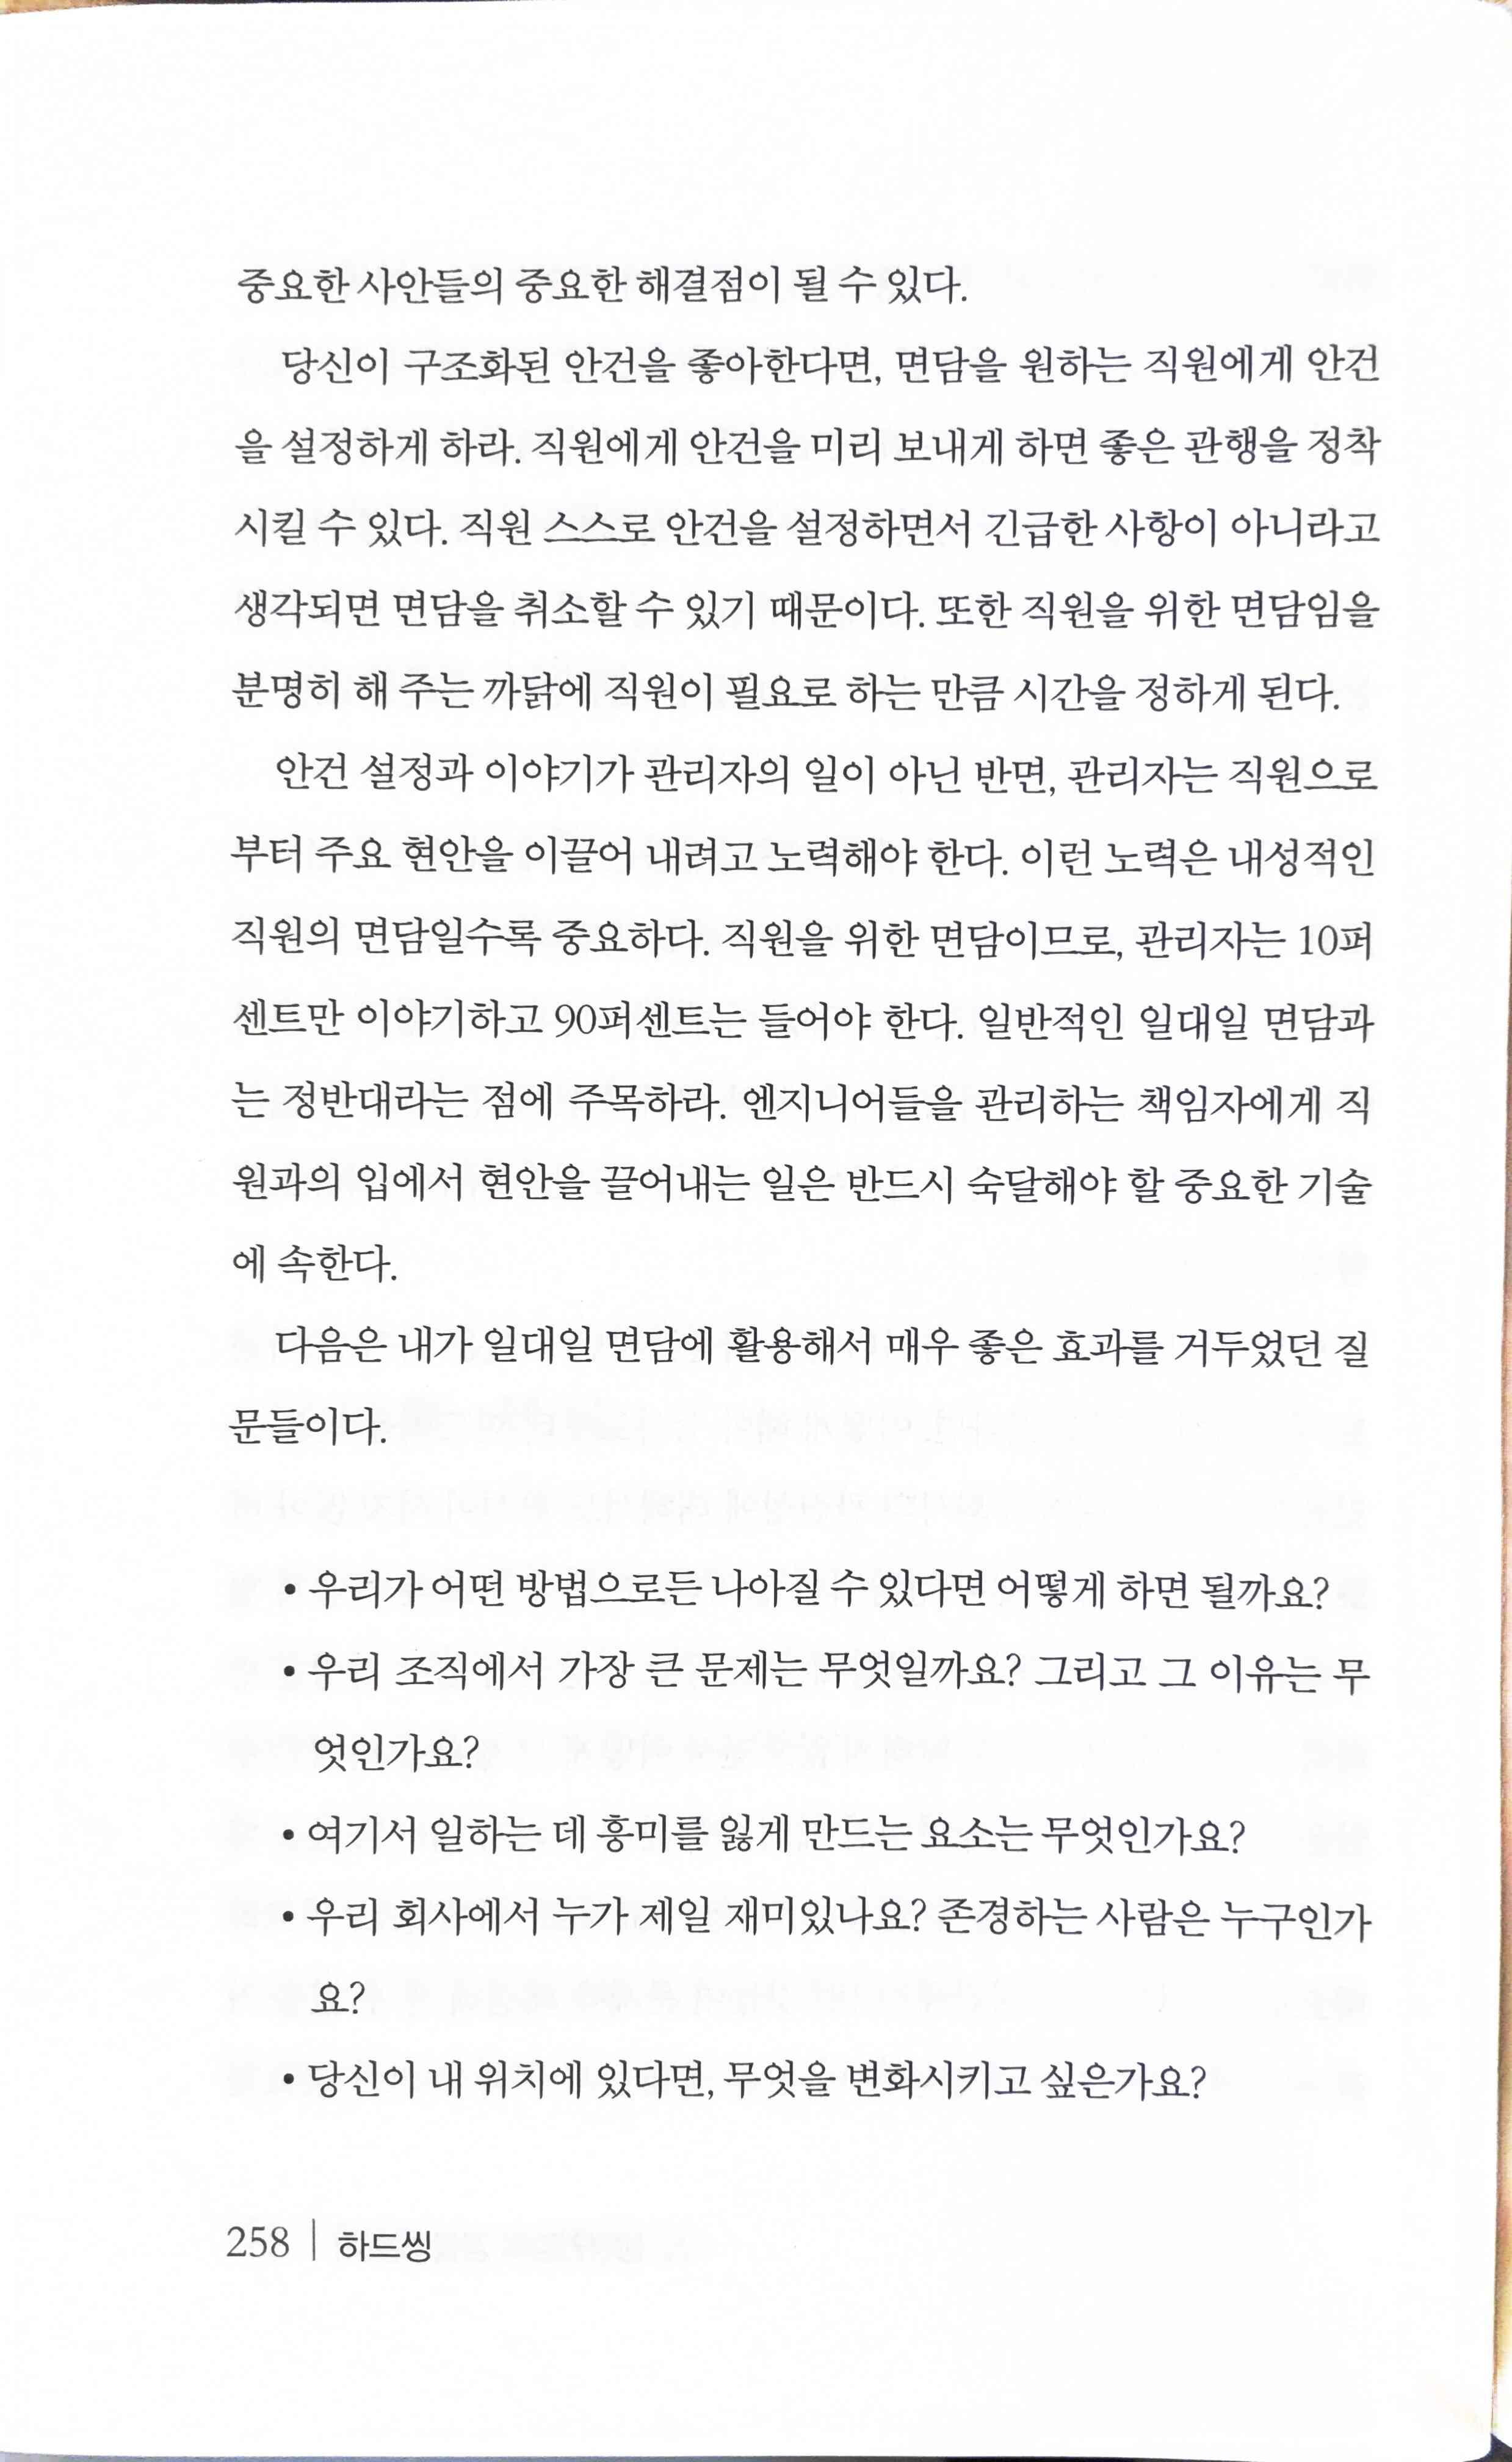 중요한 사안들의 중요한 해결점이 될 수 있다.
당신이 구조화된 안건을 좋아한다면, 면담을 원하는 직원에게 안건
을 설정하게 하라. 직원에게 안건을 미리 보내게 하면 좋은 관행을 정착
시킬 수 있다. 직원 스스로 안건을 설정하면서 긴급한 사항이 아니라고
생각되면 면담을 취소할 수 있기 때문이다. 또한 직원을 위한 면담임을
분명히 해 주는 까닭에 직원이 필요로 하는 만큼 시간을 정하게 된다.
안건 설정과 이야기가 관리자의 일이 아닌 반면, 관리자는 직원으로
부터 주요 현안을 이끌어 내려고 노력해야 한다. 이런 노력은 내성적인
직원의 면담일수록 중요하다. 직원을 위한 면담이므로, 관리자는 10퍼
센트만 이야기하고 90퍼센트는 들어야 한다. 일반적인 일대일 면담과
는 정반대라는 점에 주목하라. 엔지니어들을 관리하는 책임자에게 직
원과의 입에서 현안을 끌어내는 일은 반드시 숙달해야 할 중요한 기술
에 속한다.
다음은 내가 일대일 면담에 활용해서 매우 좋은 효과를 거두었던 질
문들이다.
• 우리가 어떤 방법으로든 나아질 수 있다면 어떻게 하면 될까요?
• 우리 조직에서 가장 큰 문제는 무엇일까요? 그리고 그 이유는 무
엇인가요?
• 여기서 일하는 데 흥미를 잃게 만드는 요소는 무엇인가요?
• 우리 회사에서 누가 제일 재미있나요? 존경하는 사람은 누구인가
요?
• 당신이 내 위치에 있다면, 무엇을 변화시키고 싶은가요?
258 | 하드씽